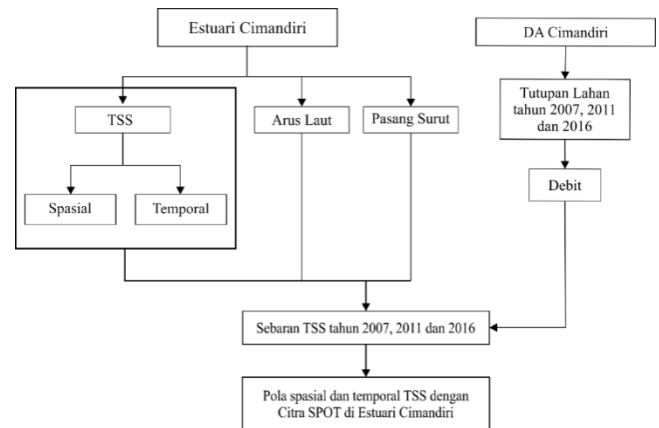 Estuari Cimandiri
DA Cimandiri
TSS
Arus Laut
Pasang Surut
Tutupan Lahan
tahun 2007, 2011
dan 2016
Spasial
Temporal
Debit
Sebaran TSS tahun 2007, 2011 dan 2016
Pola spasial dan temporal TSS dengan
Citra SPOT di Estuari Cimandiri